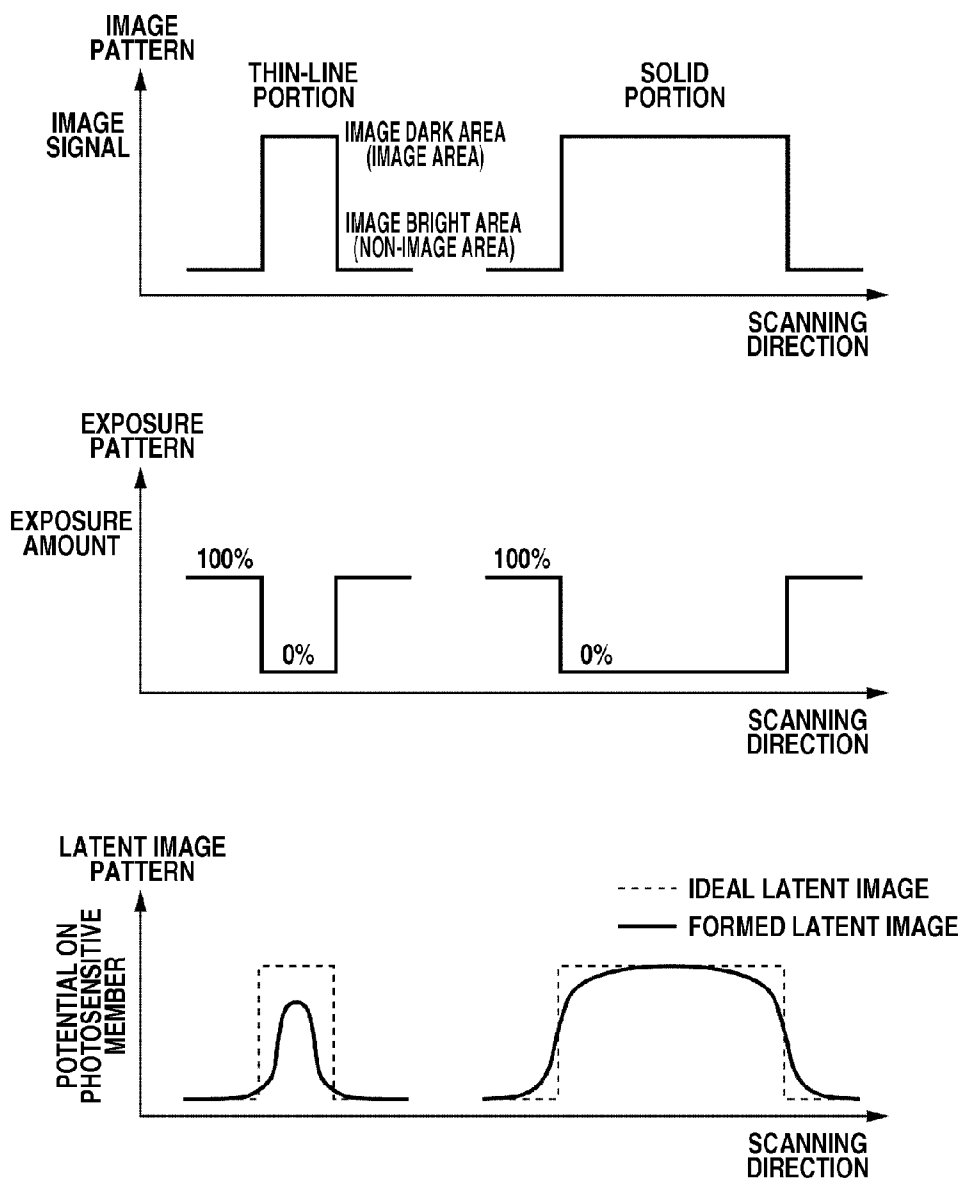 IMAGE
PATTERN
THIN-LINE
PORTION
SOLID
PORTION
IMAGE
SIGNAL
IMAGE DARK AREA
(IMAGE AREA)
IMAGE BRIGHT AREA
(NON-IMAGE AREA)
SCANNING
DIRECTION
EXPOSURE
PATTERN
EXPOSURE
AMOUNT
100%
0%
100%
0%
SCANNING
DIRECTION
LATENT IMAGE
PATTERN
IDEAL LATENT IMAGE
FORMED LATENT IMAGE
POTENTIAL ON
PHOTOSENSITIVE
MEMBER
SCANNING
DIRECTION